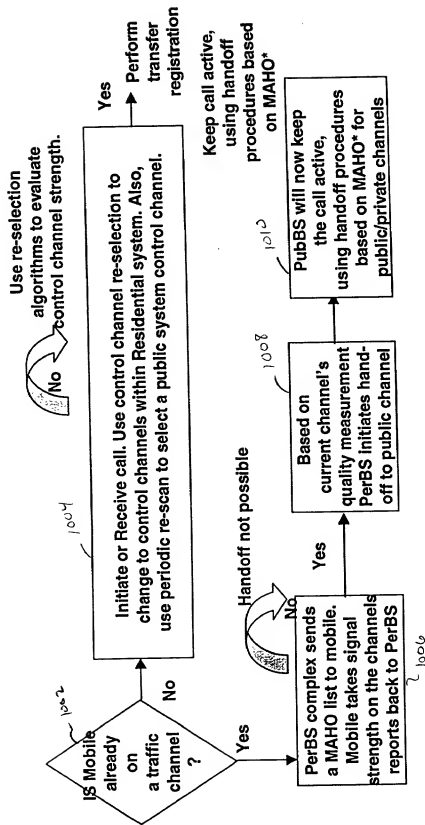 1002
IS Mobile
already
on
a traffic
channel
?
No
Yes
1004
Initiate or Receive call. Use control channel re-selection to
change to control channels within Residential system. Also,
use periodic re-scan to select a public system control channel.
Use re-selection
algorithms to evaluate
control channel strength.
No
Yes
Perform
transfer
registration
PerBS complex sends
a MAHO list to mobile.
Mobile takes signal
strength on the channels
reports back to PerBS
1006
Handoff not possible
No
Yes
1008
Based on
current channel's
quality measurement
PerBS initiates hand-
off to public channel
1010
PubBS will now keep
the call active,
using handoff procedures
based on MAHO* for
public/private channels
Keep call active,
using handoff
procedures based
on MAHO*